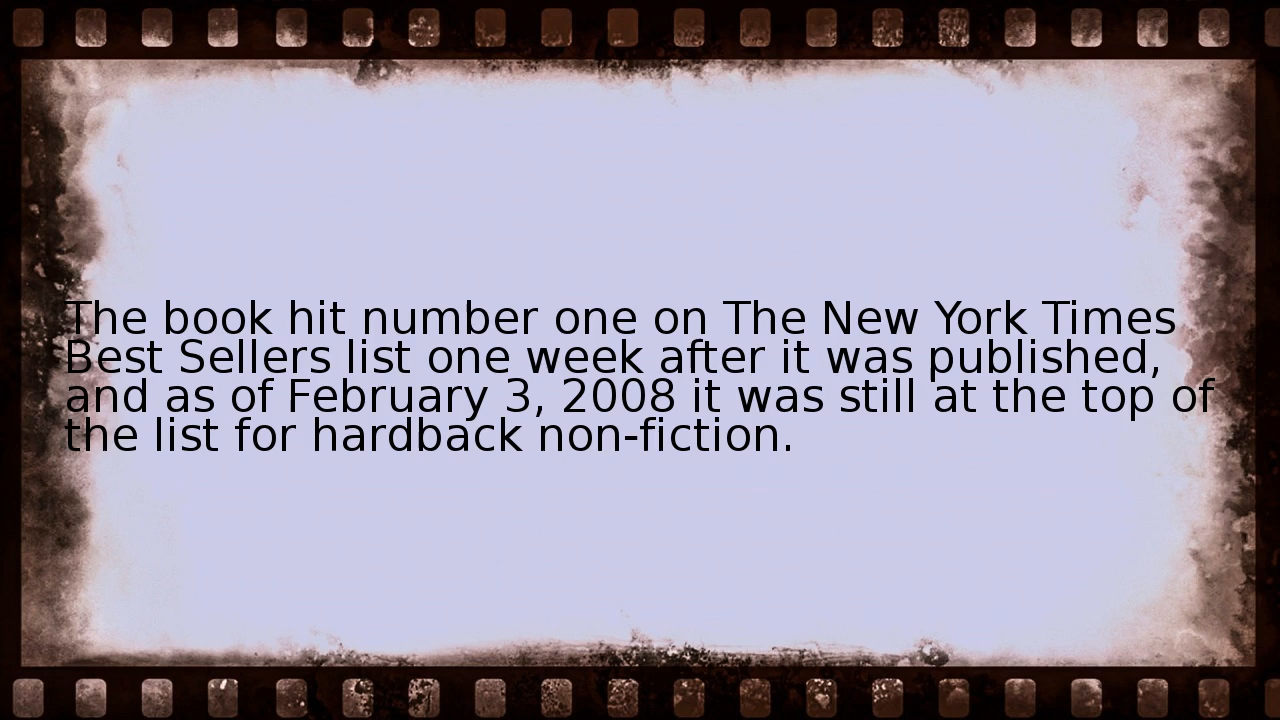 The book hit number one on The New York Times
Best Sellers list one week after it was published,
and as of February 3, 2008 it was still at the top of
the list for hardback non-fiction.